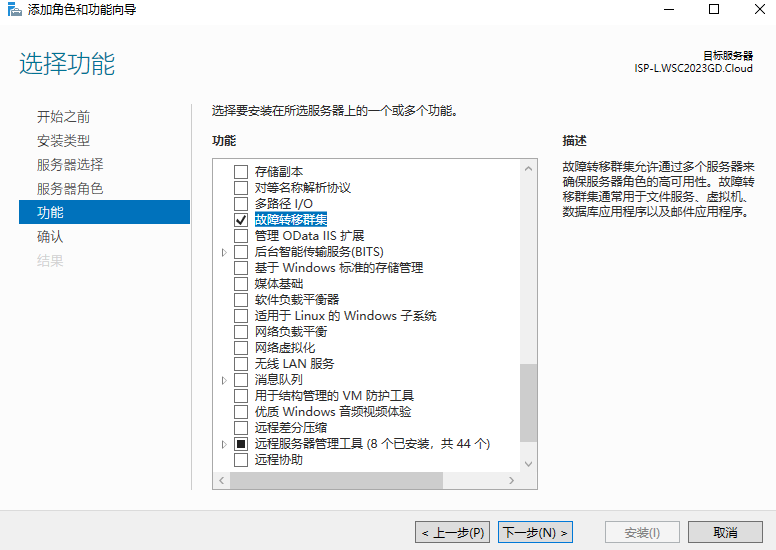 添加角色和功能向导
选择功能
目标服务器
ISP-L.WSC2023GD.Cloud
开始之前
安装类型
服务器选择
服务器角色
功能
确认
结果
选择要安装在所选服务器上的一个或多个功能。
功能
存储副本
对等名称解析协议
多路径 I/O
故障转移群集
管理 OData IIS 扩展
后台智能传输服务(BITS)
基于 Windows 标准的存储管理
媒体基础
软件负载平衡器
适用于 Linux 的 Windows 子系统
网络负载平衡
网络虚拟化
无线 LAN 服务
消息队列
用于结构管理的 VM 防护工具
优质 Windows 音频视频体验
远程差分压缩
远程服务器管理工具 (8 个已安装，共 44 个)
远程协助
描述
故障转移群集允许通过多个服务器来
确保服务器角色的高可用性。故障转
移群集通常用于文件服务、虚拟机、
数据库应用程序以及邮件应用程序。
< 上一步(P)
下一步(N) >
安装(I)
取消